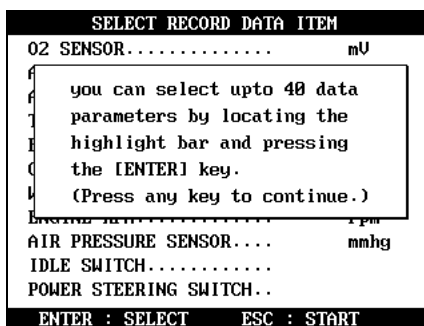 SELECT RECORD DATA ITEM
O2 SENSOR.............. mV
you can select upto 40 data
parameters by locating the
highlight bar and pressing
the [ENTER] key.
(Press any key to continue.)
AIR PRESSURE SENSOR.... mmhg
IDLE SWITCH............
POWER STEERING SWITCH..
ENTER : SELECT ESC : START